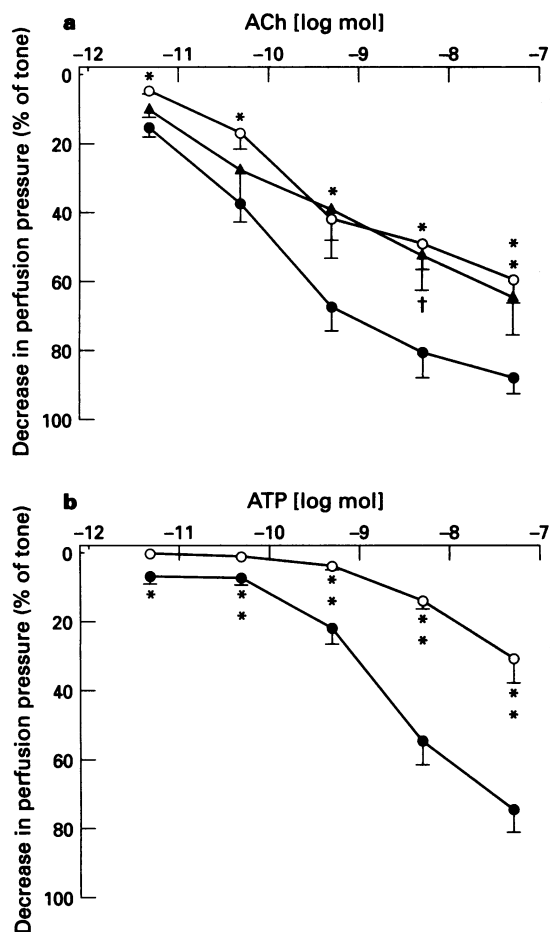 a
ACh [log mol]
−12 −11 −10 −9 −8 −7
Decrease in perfusion pressure (% of tone)
0
20
40
60
80
100
* * * * * *
†
b
ATP [log mol]
−12 −11 −10 −9 −8 −7
Decrease in perfusion pressure (% of tone)
0
20
40
60
80
100
* * * * *
* * * *